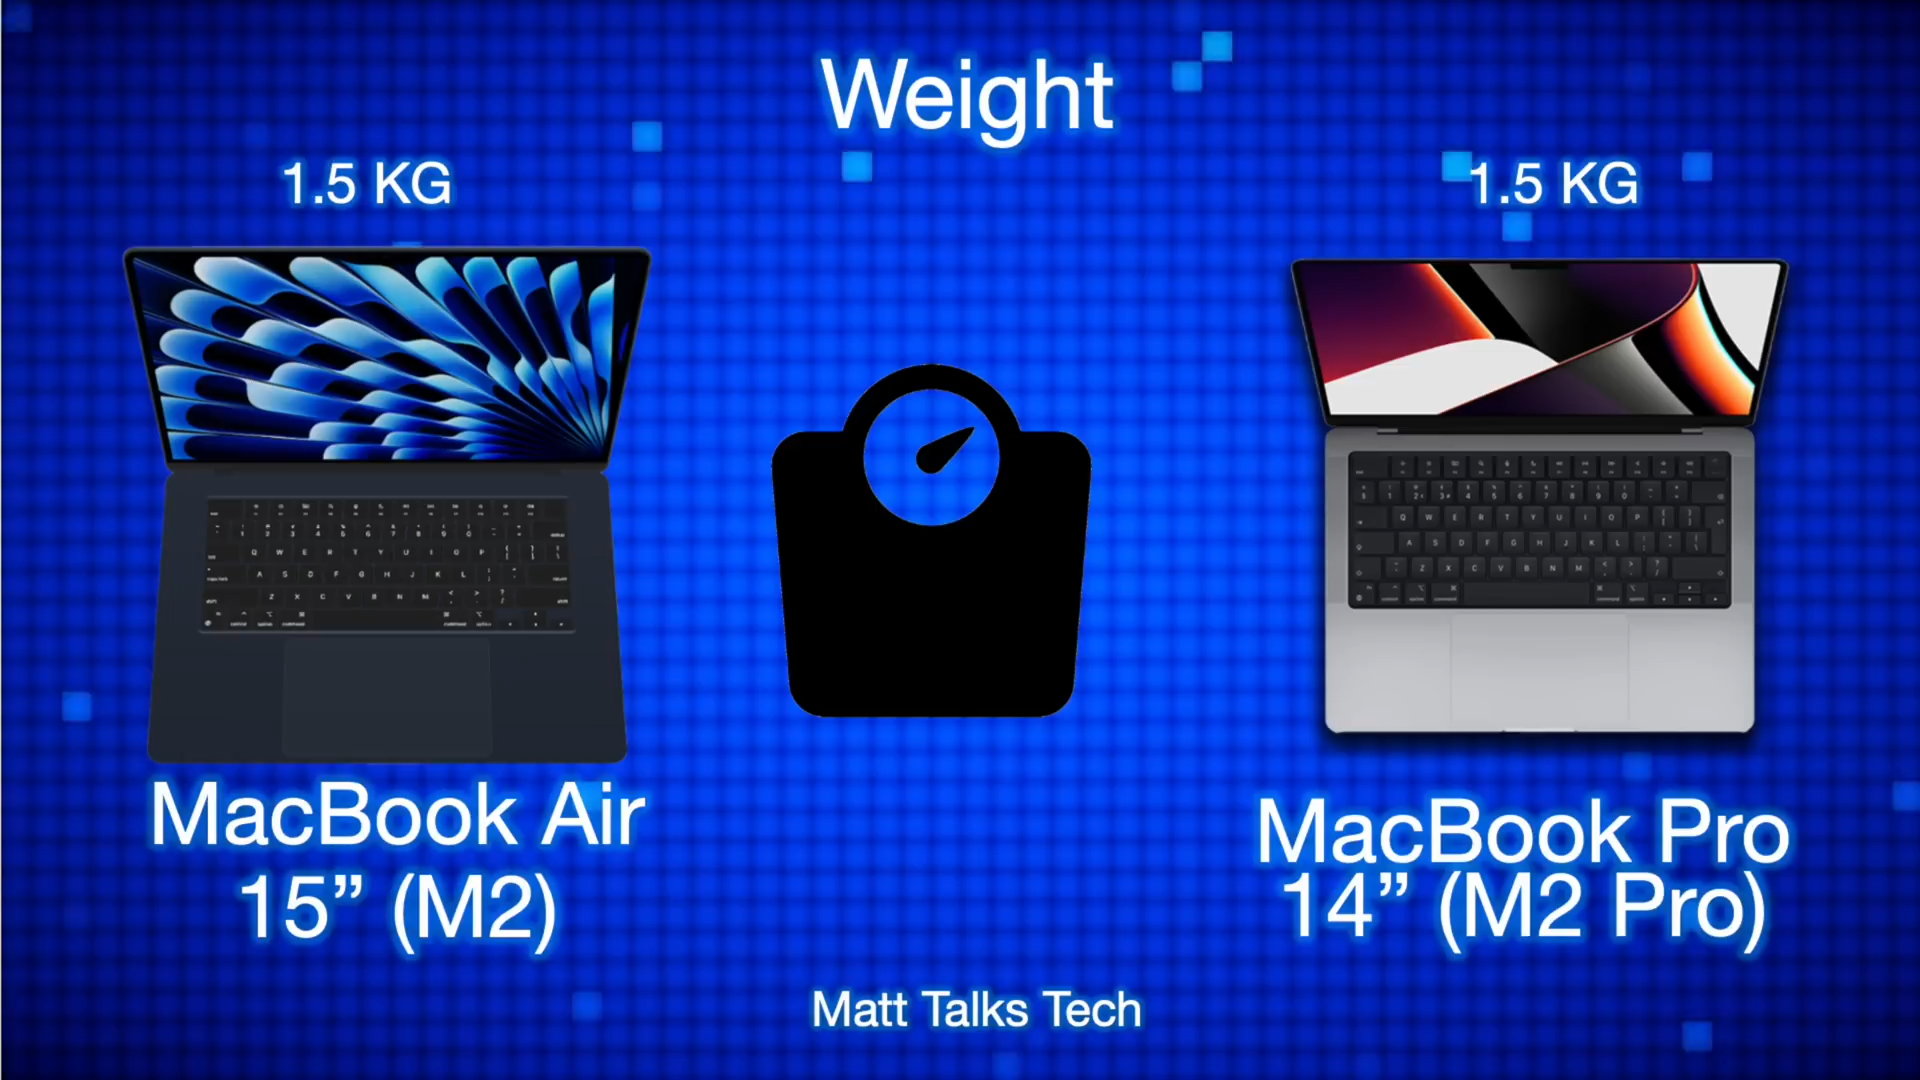 Weight
1.5 KG
1.5 KG
MacBook Air
15” (M2)
MacBook Pro
14” (M2 Pro)
Matt Talks Tech